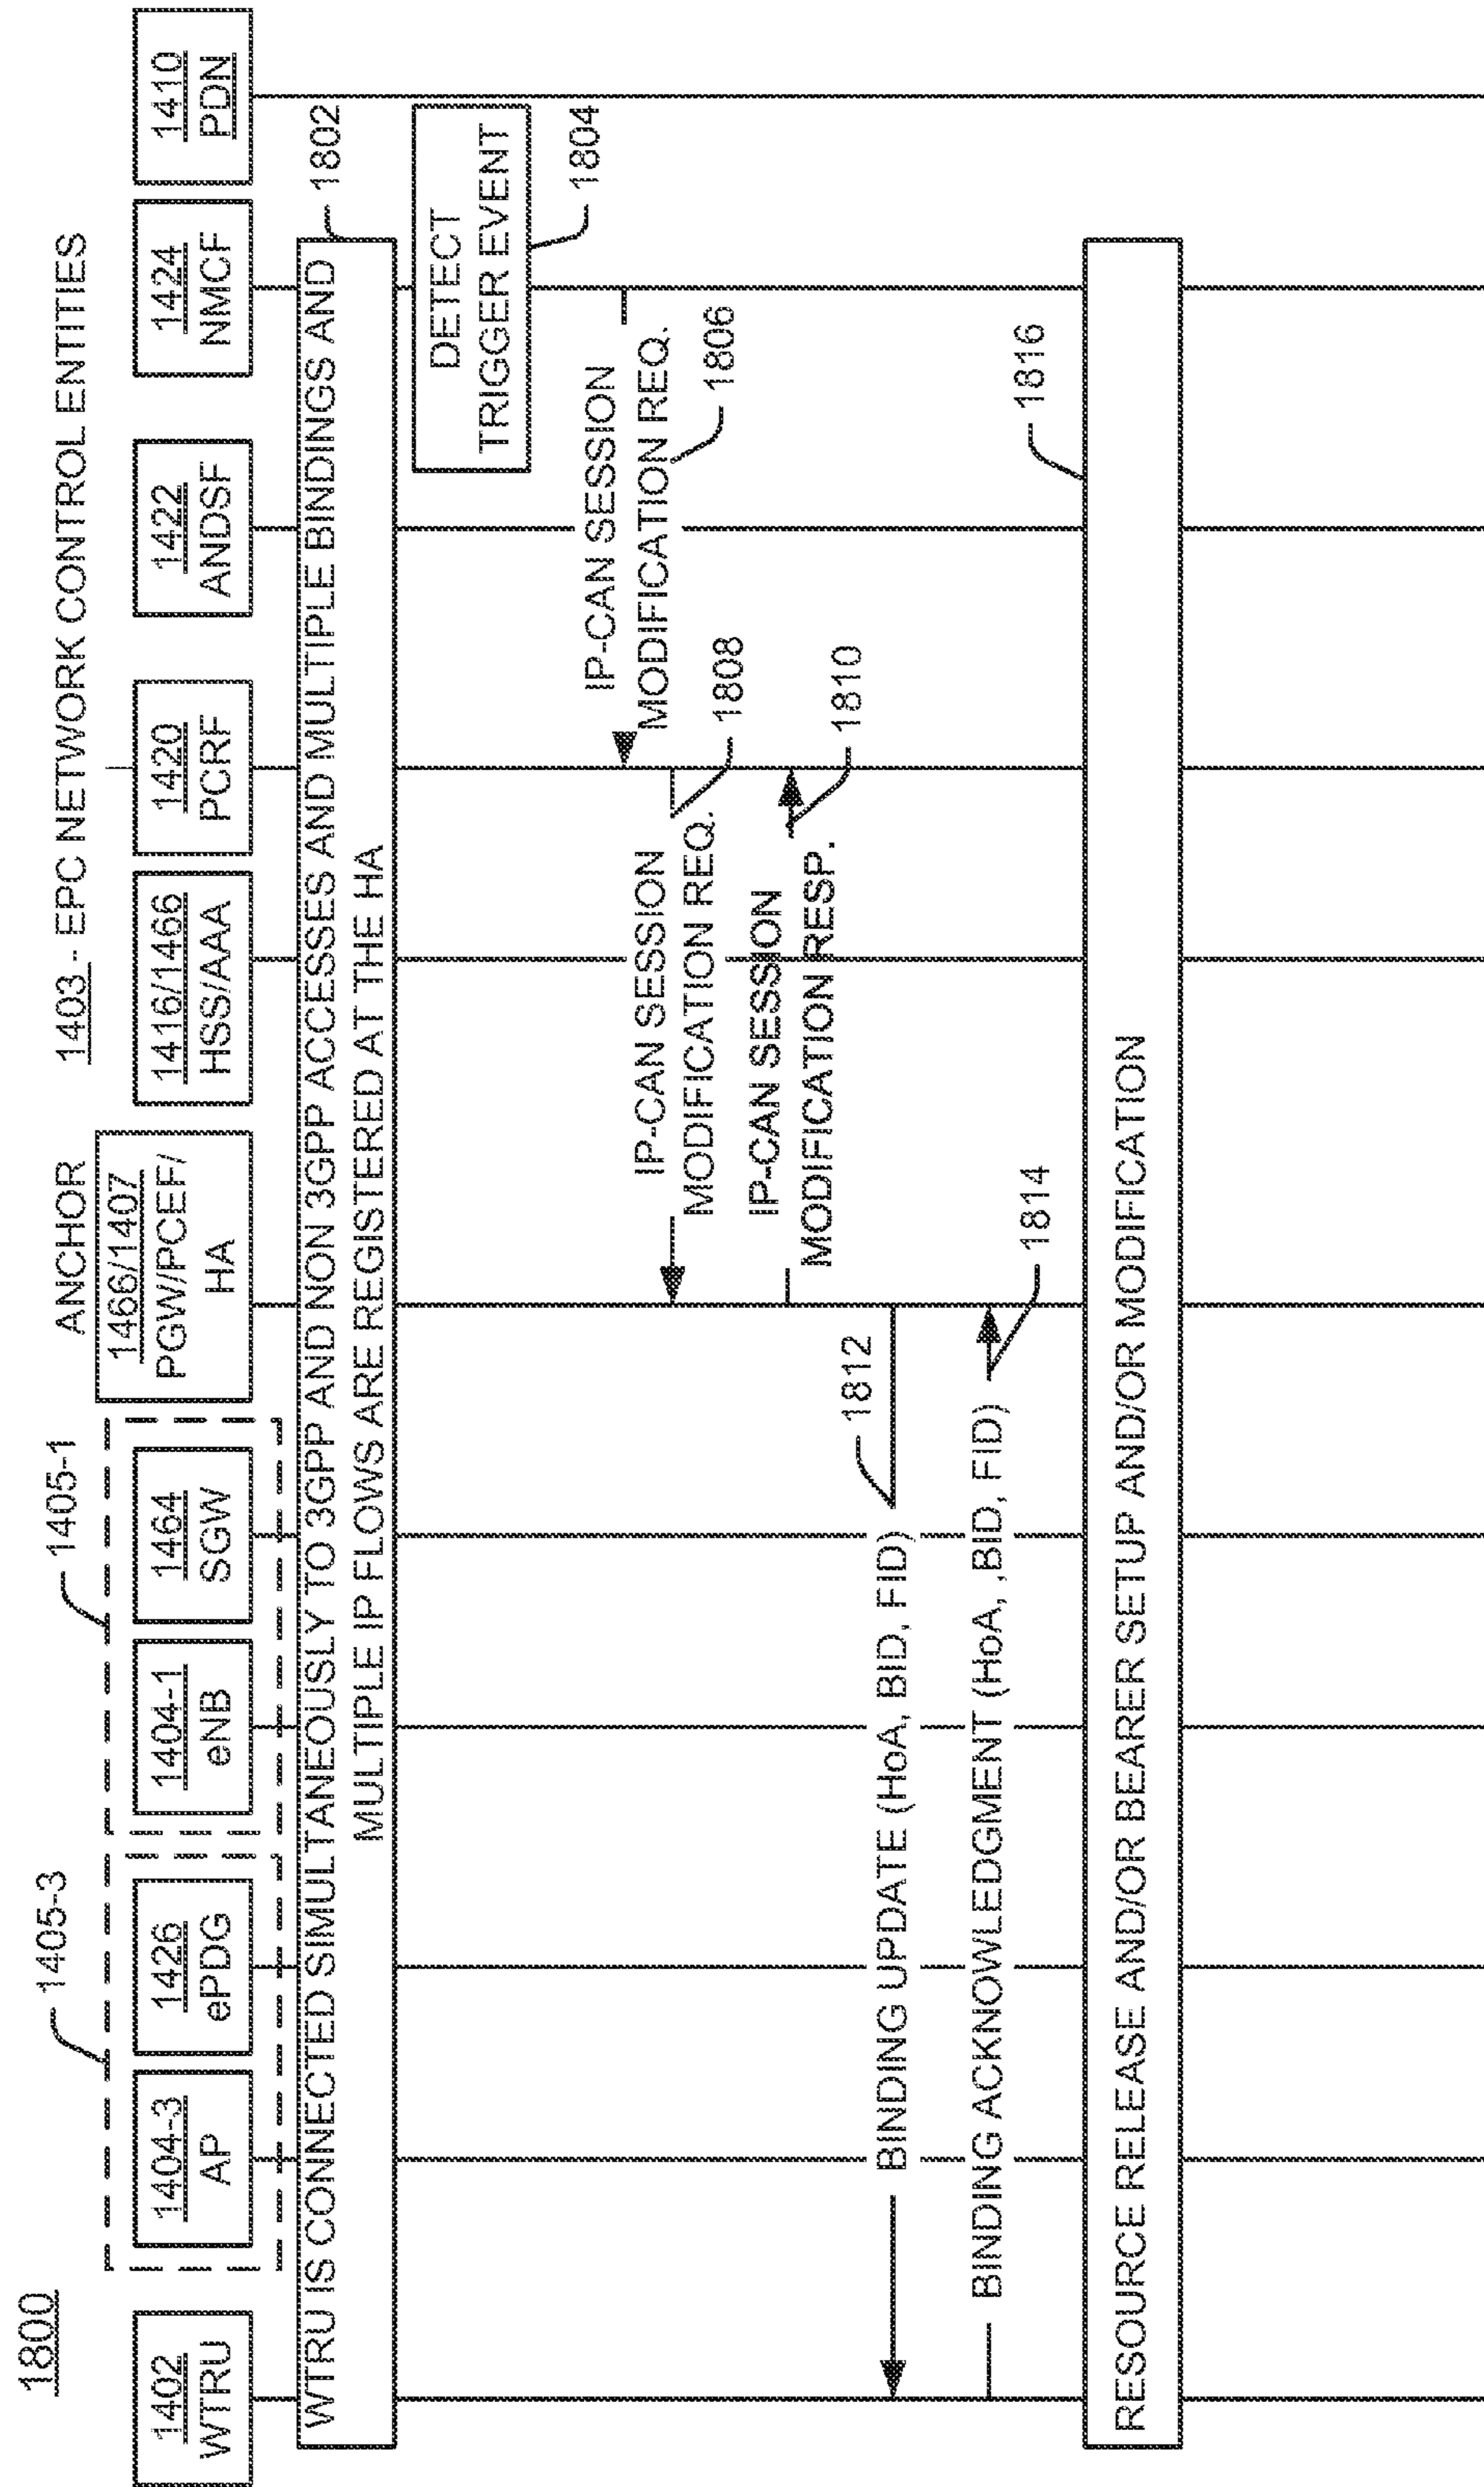 1800
1403 - EPC NETWORK CONTROL ENTITIES
1405-3
1405-1
ANCHOR
1402
WTRU
1404-3
AP
1426
ePDG
1404-1
eNB
1464
SGW
1466/1407
PGW/PCEF/
HA
1416/1466
HSS/AAA
1420
PCRF
1422
ANDSF
1424
NMCF
1410
PDN
WTRU IS CONNECTED SIMULTANEOUSLY TO 3GPP AND NON 3GPP ACCESSES AND MULTIPLE BINDINGS AND
MULTIPLE IP FLOWS ARE REGISTERED AT THE HA
1802
DETECT
TRIGGER EVENT
1804
IP-CAN SESSION
MODIFICATION REQ.
1806
IP-CAN SESSION
MODIFICATION REQ.
1808
IP-CAN SESSION
MODIFICATION RESP.
1810
BINDING UPDATE (HoA, BID, FID)
1812
BINDING ACKNOWLEDGMENT (HoA, ,BID, FID)
1814
RESOURCE RELEASE AND/OR BEARER SETUP AND/OR MODIFICATION
1816